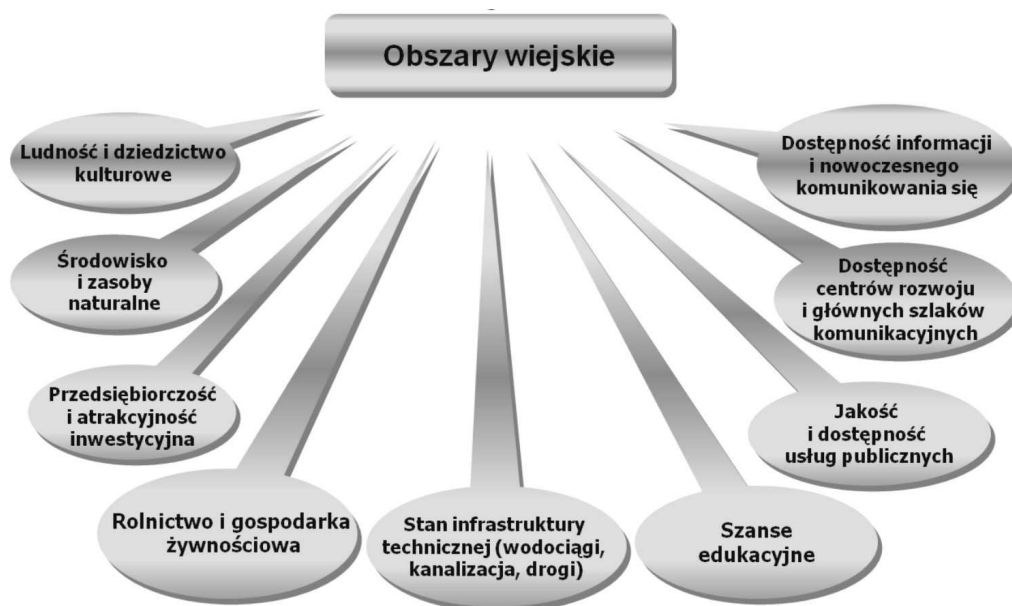 Obszary wiejskie
Ludność i dziedzictwo
kulturowe
Środowisko
i zasoby
naturalne
Przedsiębiorczość
i atrakcyjność
inwestycyjna
Rolnictwo i gospodarka
żywnościowa
Stan infrastruktury
technicznej (wodociągi,
kanalizacja, drogi)
Szanse
edukacyjne
Jakość
i dostępność
usług publicznych
Dostępność
centrów rozwoju
i głównych szlaków
komunikacyjnych
Dostępność informacji
i nowoczesnego
komunikowania się